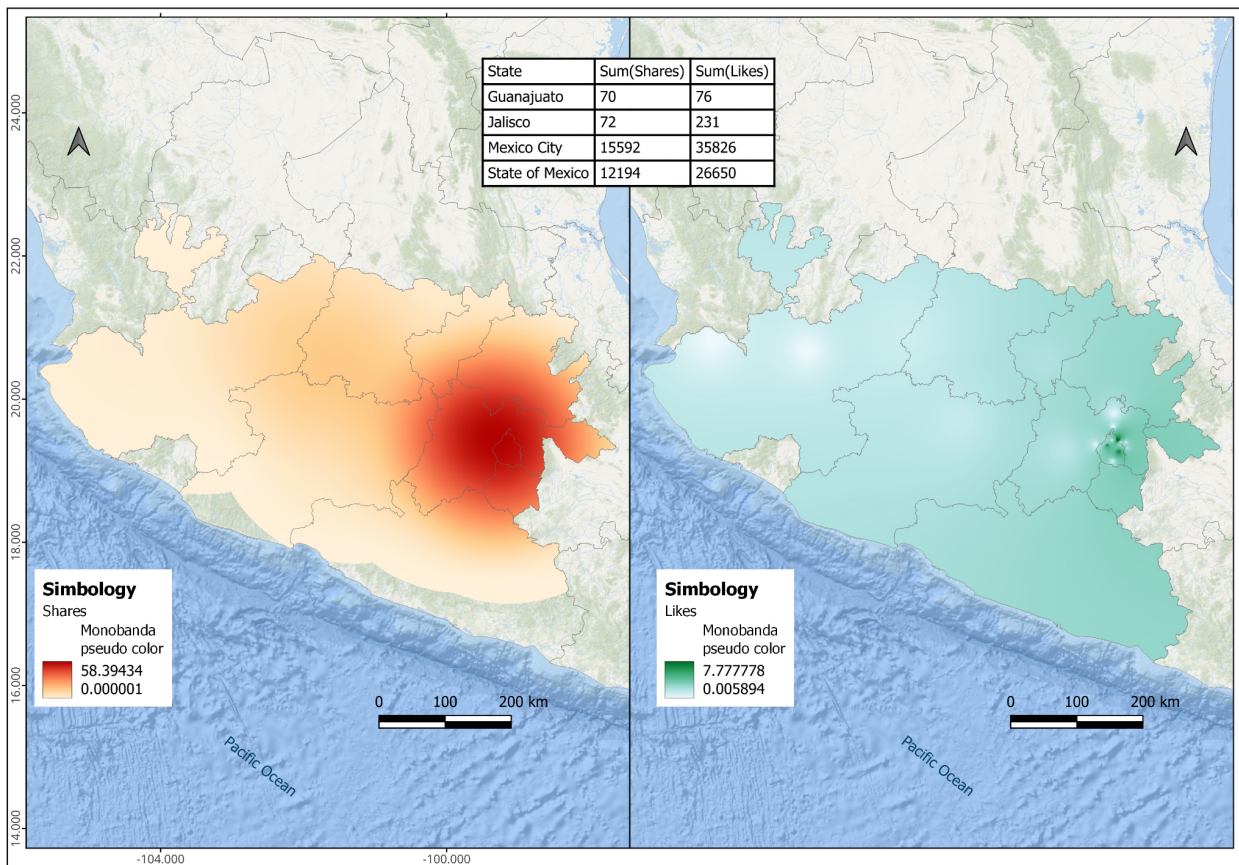 State Sum(Shares) Sum(Likes)
Guanajuato 70 76
Jalisco 72 231
Mexico City 15592 35826
State of Mexico 12194 26650
24.000
22.000
20.000
18.000
16.000
14.000
Simbology
Shares
Monobanda
pseudo color
58.39434
0.000001
0 100 200 km
Pacific Ocean
-104.000 -100.000
Simbology
Likes
Monobanda
pseudo color
7.777778
0.005894
0 100 200 km
Pacific Ocean